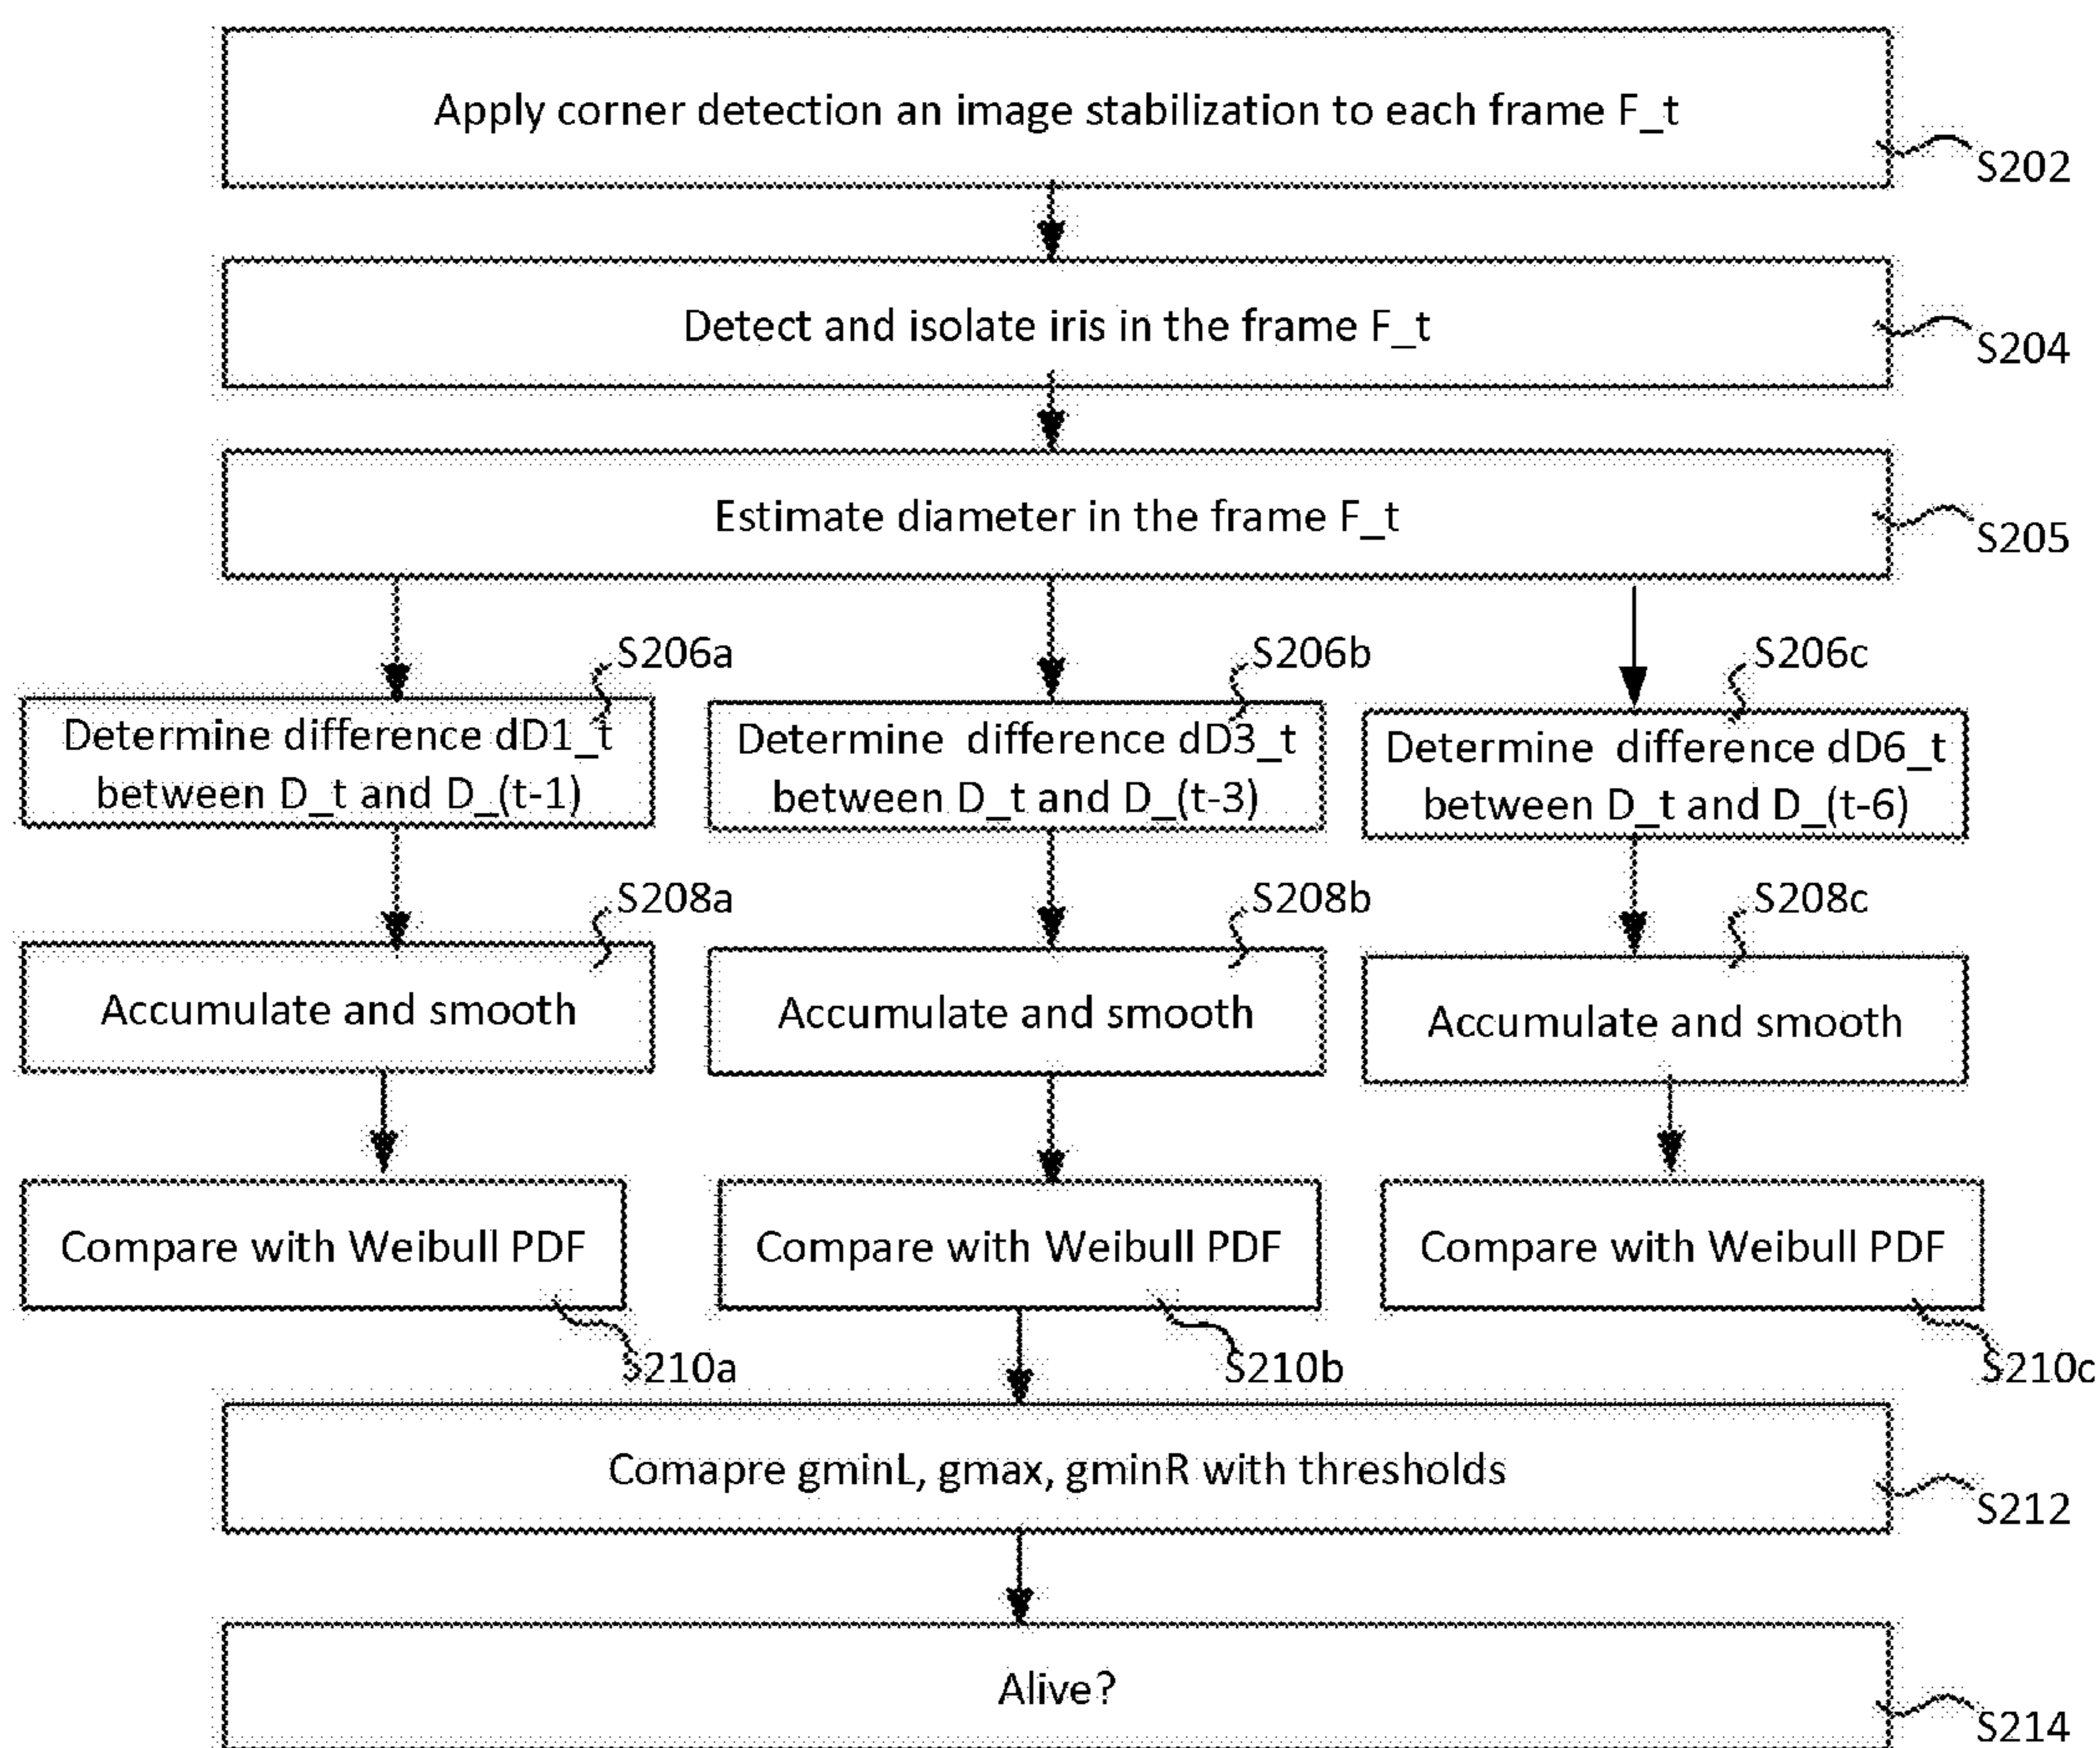 Apply corner detection an image stabilization to each frame F_t
S202
Detect and isolate iris in the frame F_t
S204
Estimate diameter in the frame F_t
S205
S206a
S206b
S206c
Determine difference dD1_t
between D_t and D_(t-1)
Determine difference dD3_t
between D_t and D_(t-3)
Determine difference dD6_t
between D_t and D_(t-6)
S208a
S208b
S208c
Accumulate and smooth
Accumulate and smooth
Accumulate and smooth
Compare with Weibull PDF
Compare with Weibull PDF
Compare with Weibull PDF
S210a
S210b
S210c
Comapre gminL, gmax, gminR with thresholds
S212
Alive?
S214